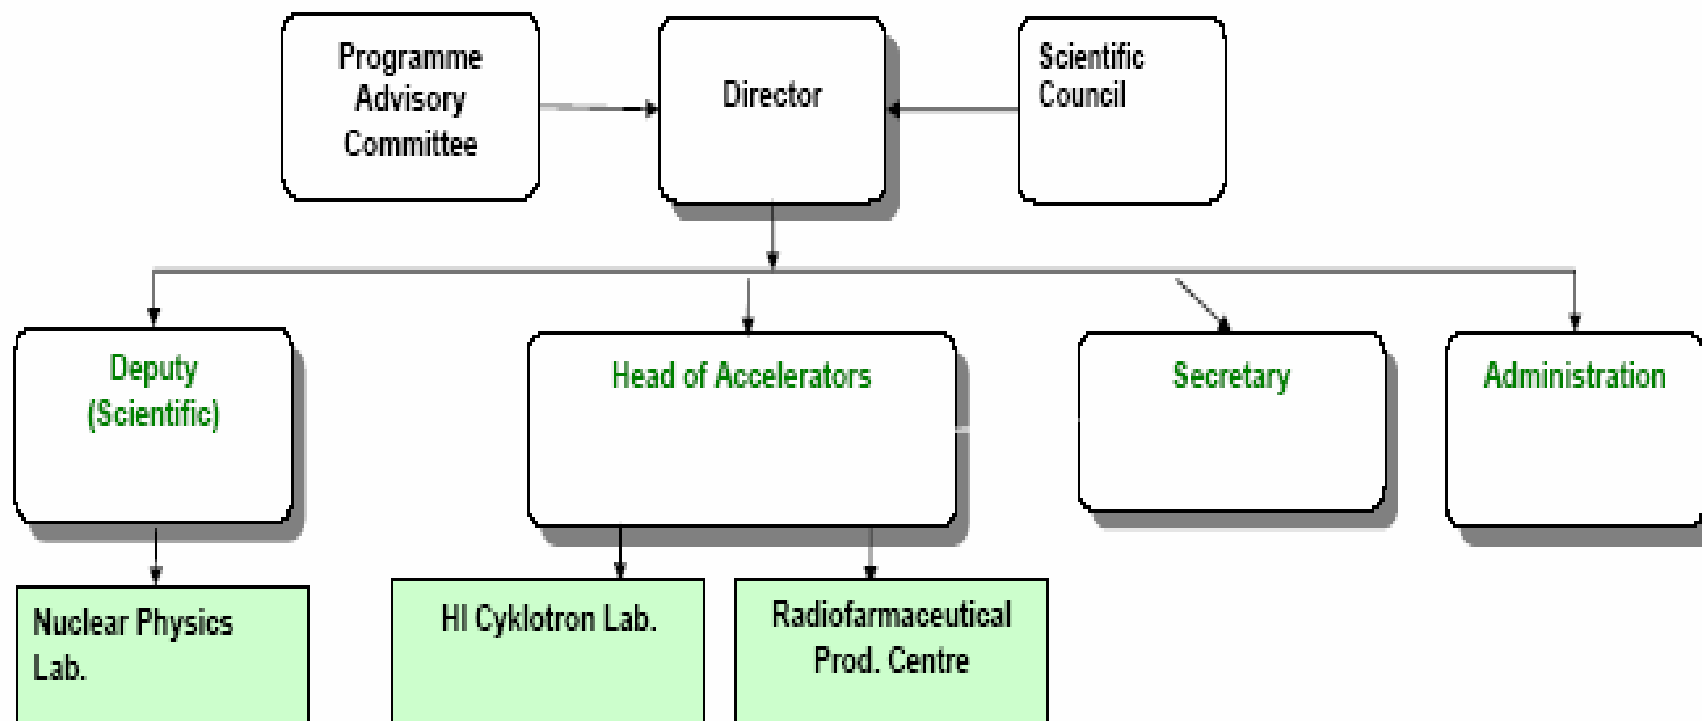 Programme
Advisory
Committee
Director
Scientific
Council
Deputy
(Scientific)
Head of Accelerators
Secretary
Administration
Nuclear Physics
Lab.
HI Cyklotron Lab.
Radiofarmaceutical
Prod. Centre